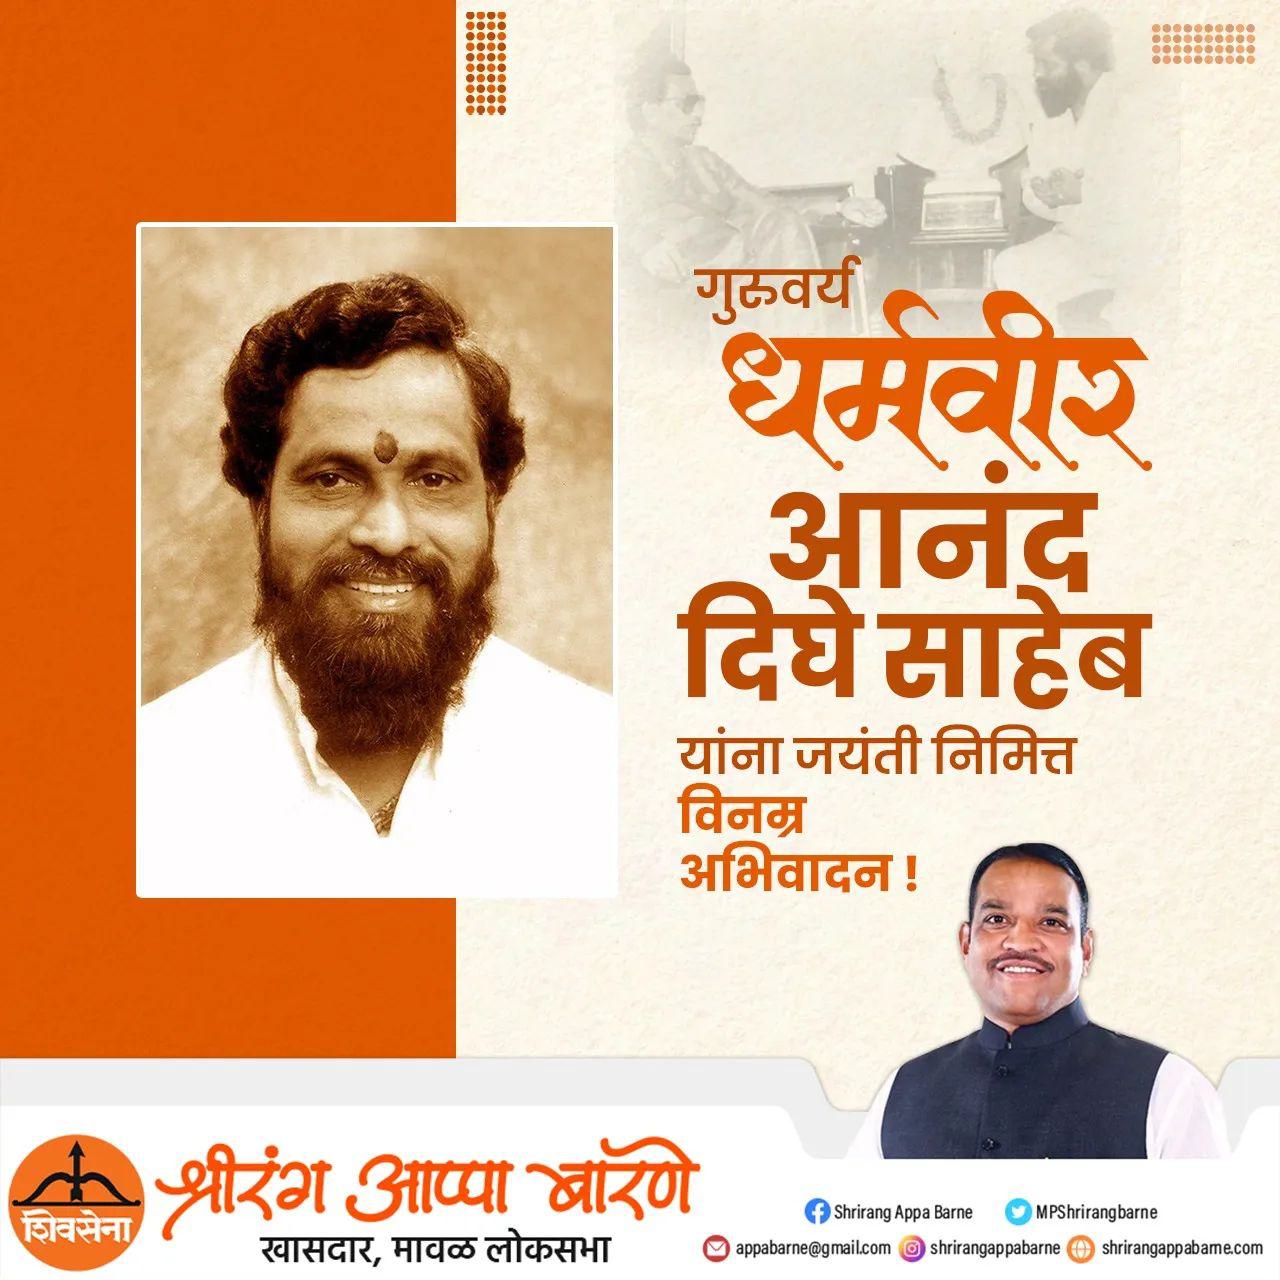 गुरुवर्य
धर्मवीर
आनंद
दिघे साहेब
यांना जयंती निमित्त
विनम्र
अभिवादन !
शिवसेना
श्रीरंग आप्पा बारणे
खासदार, मावळ लोकसभा
Shrirang Appa Barne
MPShrirangbarne
appabarne@gmail.com
shrirangappabarne
shrirangappabarne.com